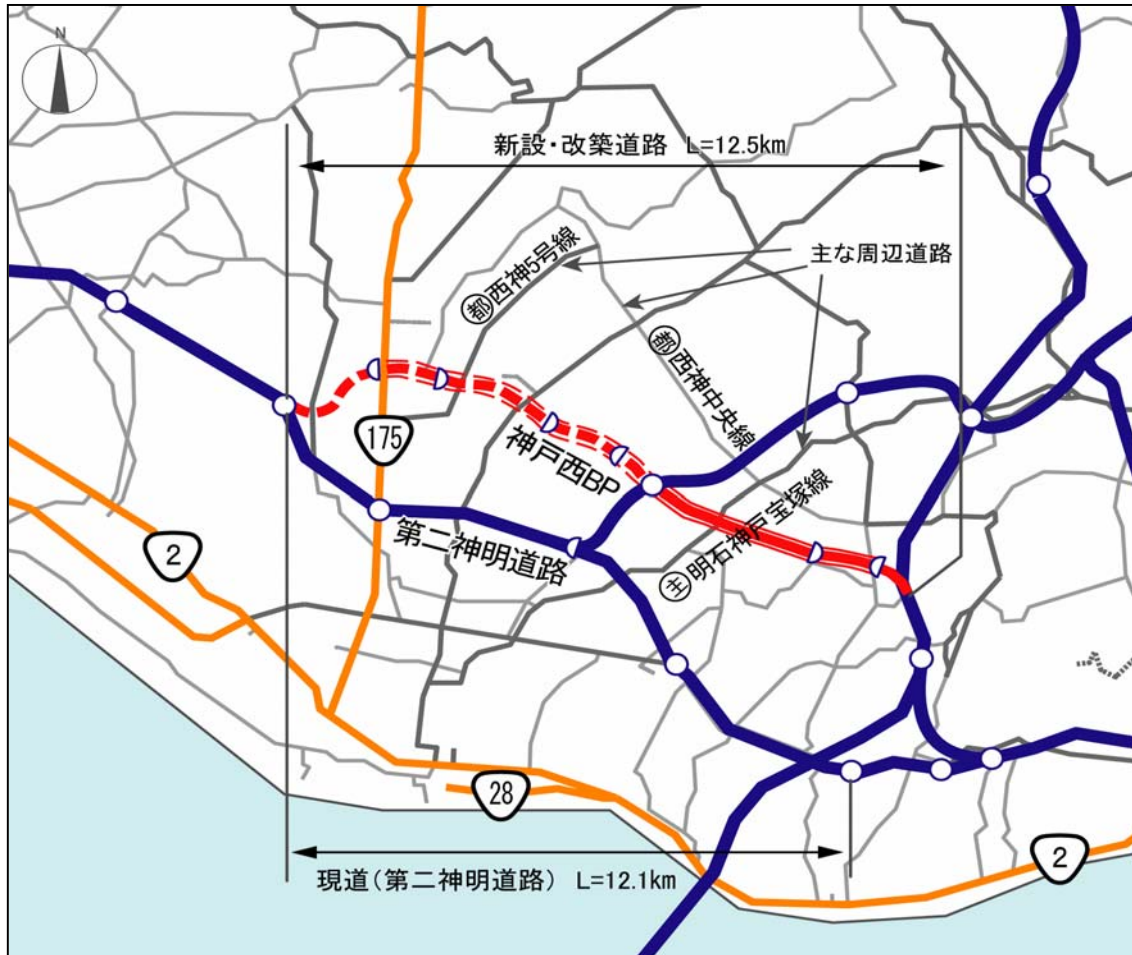 N
新設・改築道路 L=12.5km
主な周辺道路
都西神5号線
都西神中央線
175
神戸西BP
第二神明道路
主明石神戸宝塚線
2
28
2
現道(第二神明道路) L=12.1km